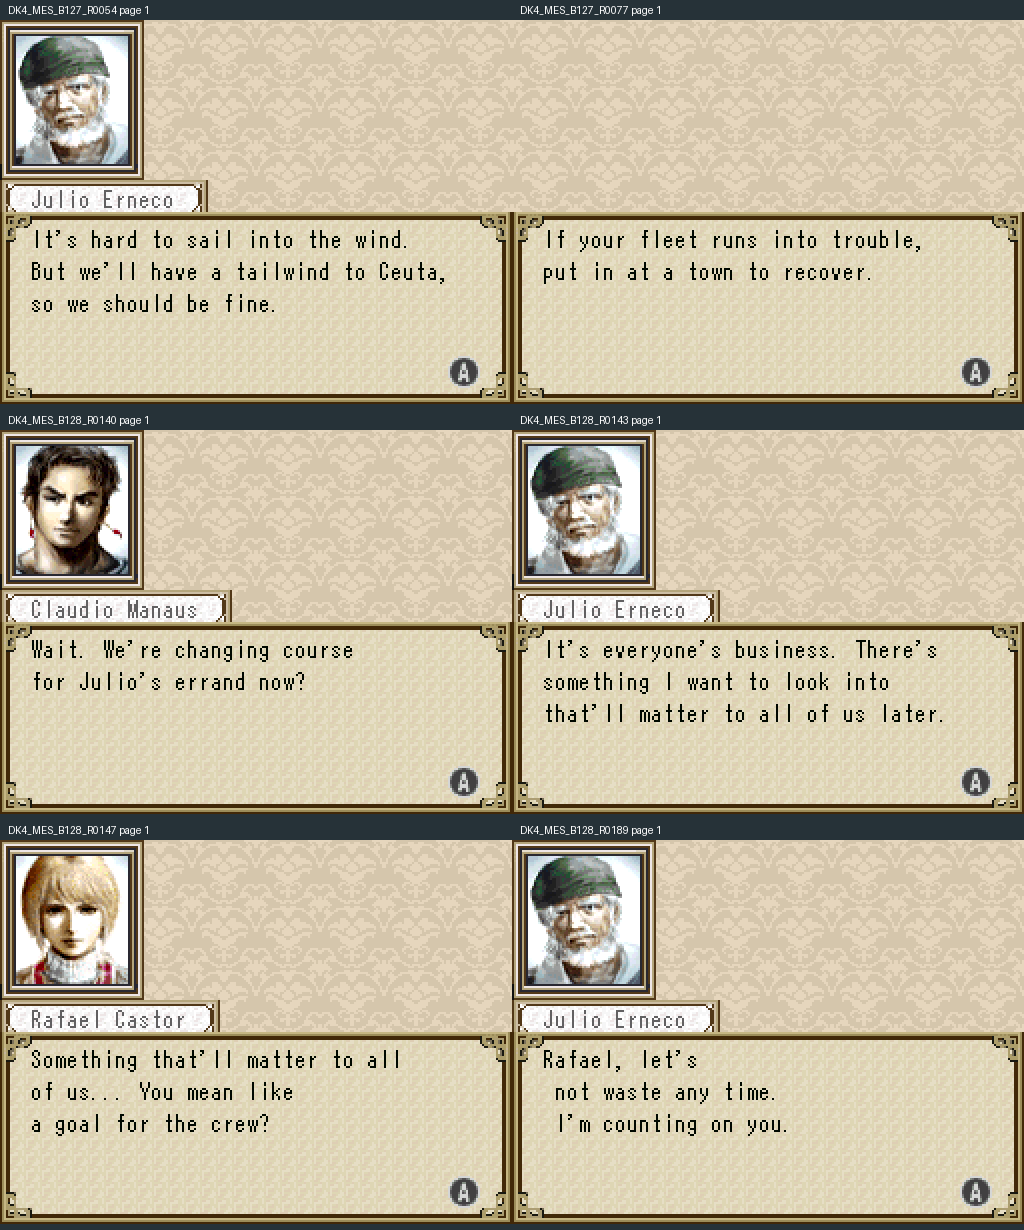 DK4_MES_B127_R0054 page 1
Julio Erneco
It's hard to sail into the wind.
But we'll have a tailwind to Ceuta,
so we should be fine.
A
DK4_MES_B127_R0077 page 1
If your fleet runs into trouble,
put in at a town to recover.
A
DK4_MES_B128_R0140 page 1
Claudio Manaus
Wait. We're changing course
for Julio's errand now?
A
DK4_MES_B128_R0143 page 1
Julio Erneco
It's everyone's business. There's
something I want to look into
that'll matter to all of us later.
A
DK4_MES_B128_R0147 page 1
Rafael Castor
Something that'll matter to all
of us... You mean like
a goal for the crew?
A
DK4_MES_B128_R0189 page 1
Julio Erneco
Rafael, let's
not waste any time.
I'm counting on you.
A